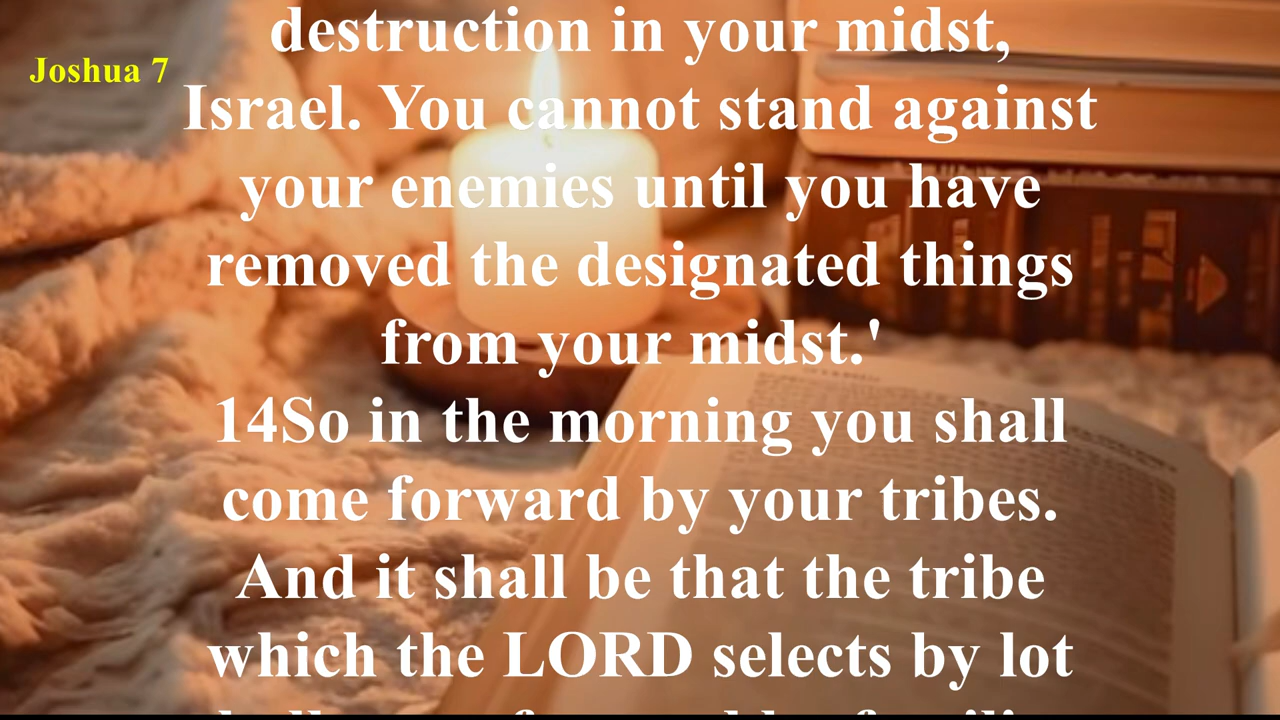 destruction in your midst,
Joshua 7
Israel. You cannot stand against
your enemies until you have
removed the designated things
from your midst.'
14So in the morning you shall
come forward by your tribes.
And it shall be that the tribe
which the LORD selects by lot